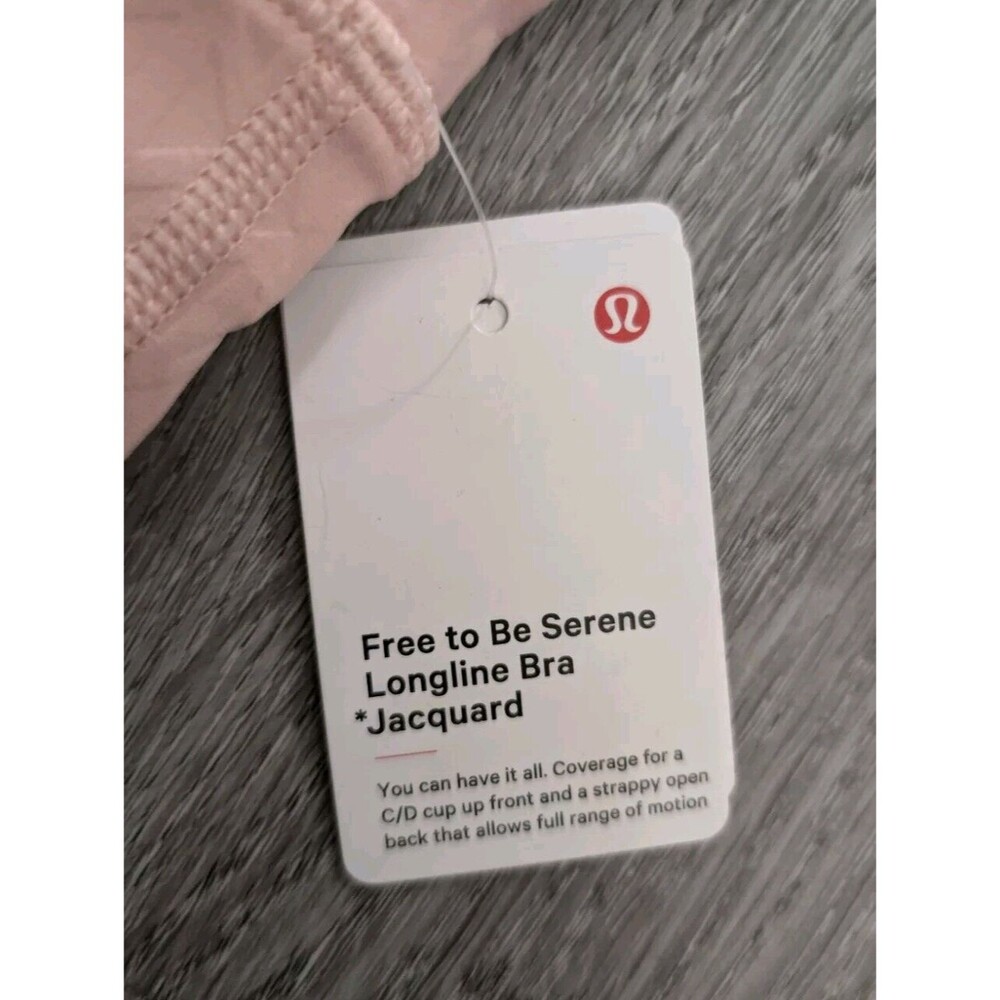 Free to Be Serene
Longline Bra
*Jacquard
You can have it all. Coverage for a
C/D cup up front and a strappy open
back that allows full range of motion